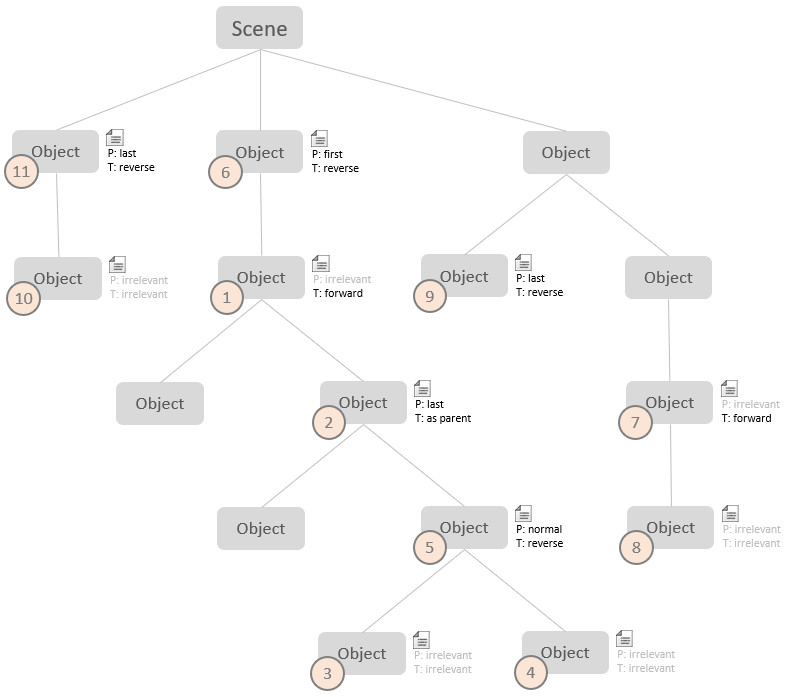 Scene
Object
11
P: last
T: reverse
Object
6
P: first
T: reverse
Object
Object
10
P: irrelevant
T: irrelevant
Object
1
P: irrelevant
T: forward
Object
9
P: last
T: reverse
Object
Object
Object
2
P: last
T: as parent
Object
7
P: irrelevant
T: forward
Object
Object
5
P: normal
T: reverse
Object
8
P: irrelevant
T: irrelevant
Object
3
P: irrelevant
T: irrelevant
Object
4
P: irrelevant
T: irrelevant